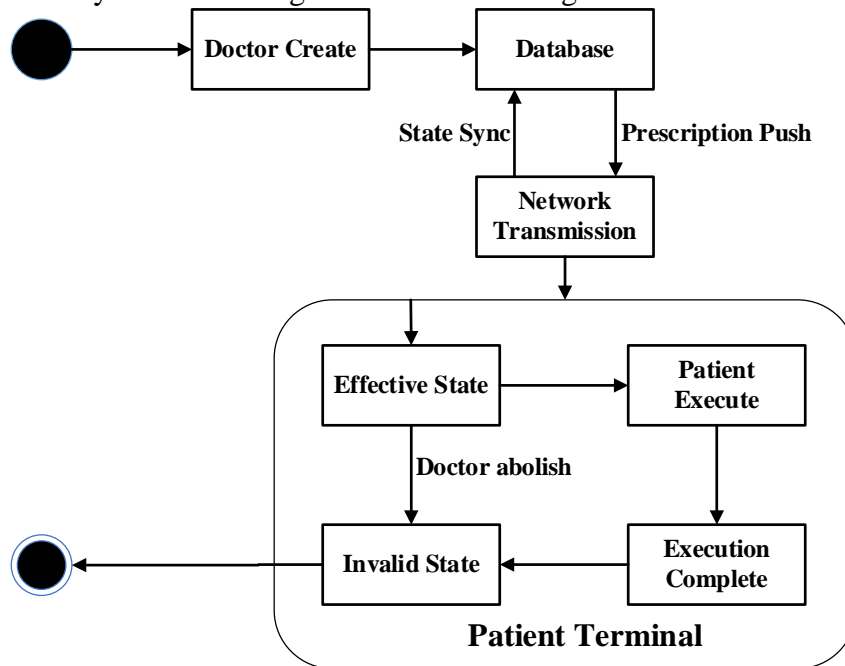 Doctor Create
Database
State Sync
Prescription Push
Network
Transmission
Effective State
Patient
Execute
Doctor abolish
Invalid State
Execution
Complete
Patient Terminal